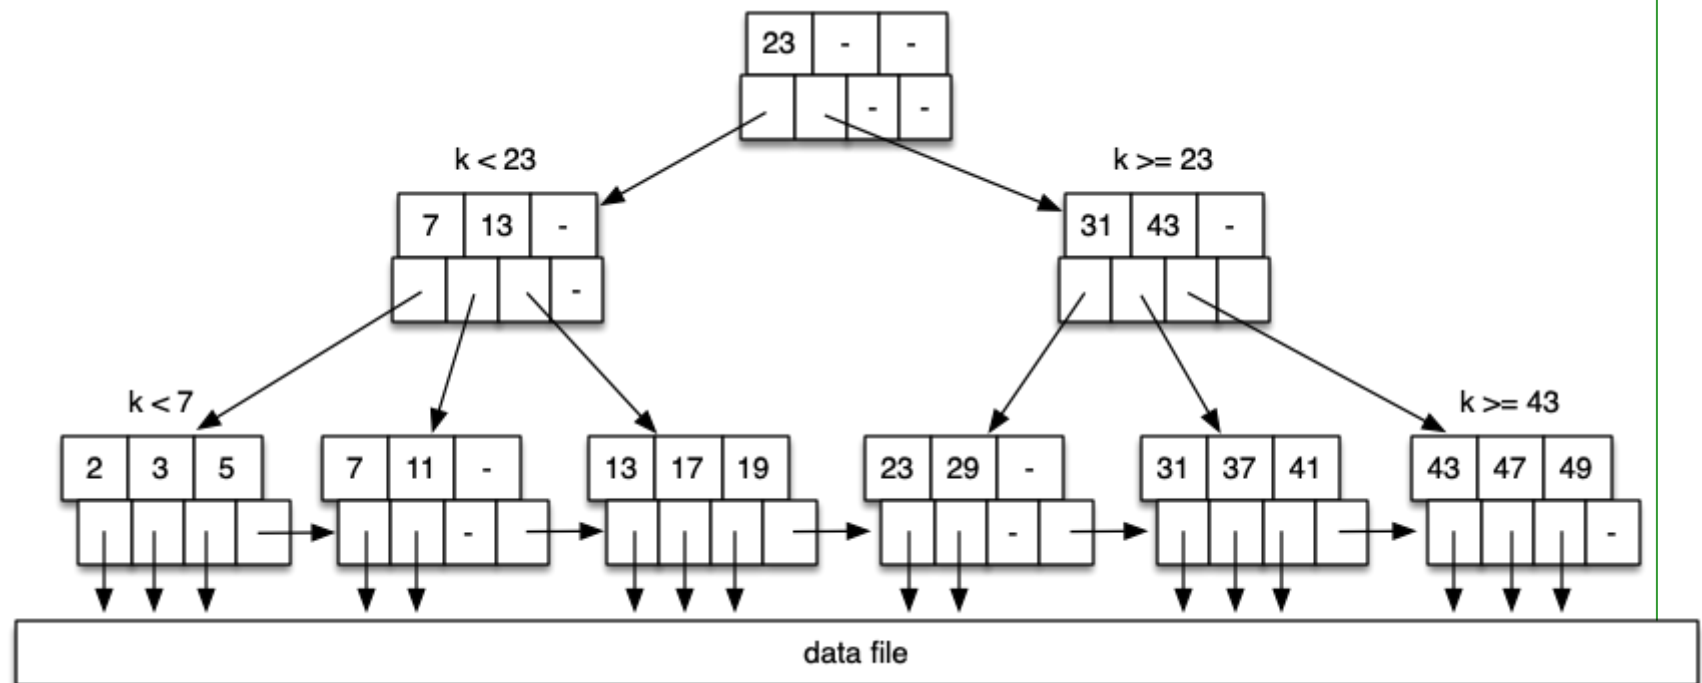 23 - -
- -
k < 23 k >= 23
7 13 - 31 43 -
-
k < 7 k >= 43
2 3 5 7 11 - 13 17 19 23 29 - 31 37 41 43 47 49
- - -
data file